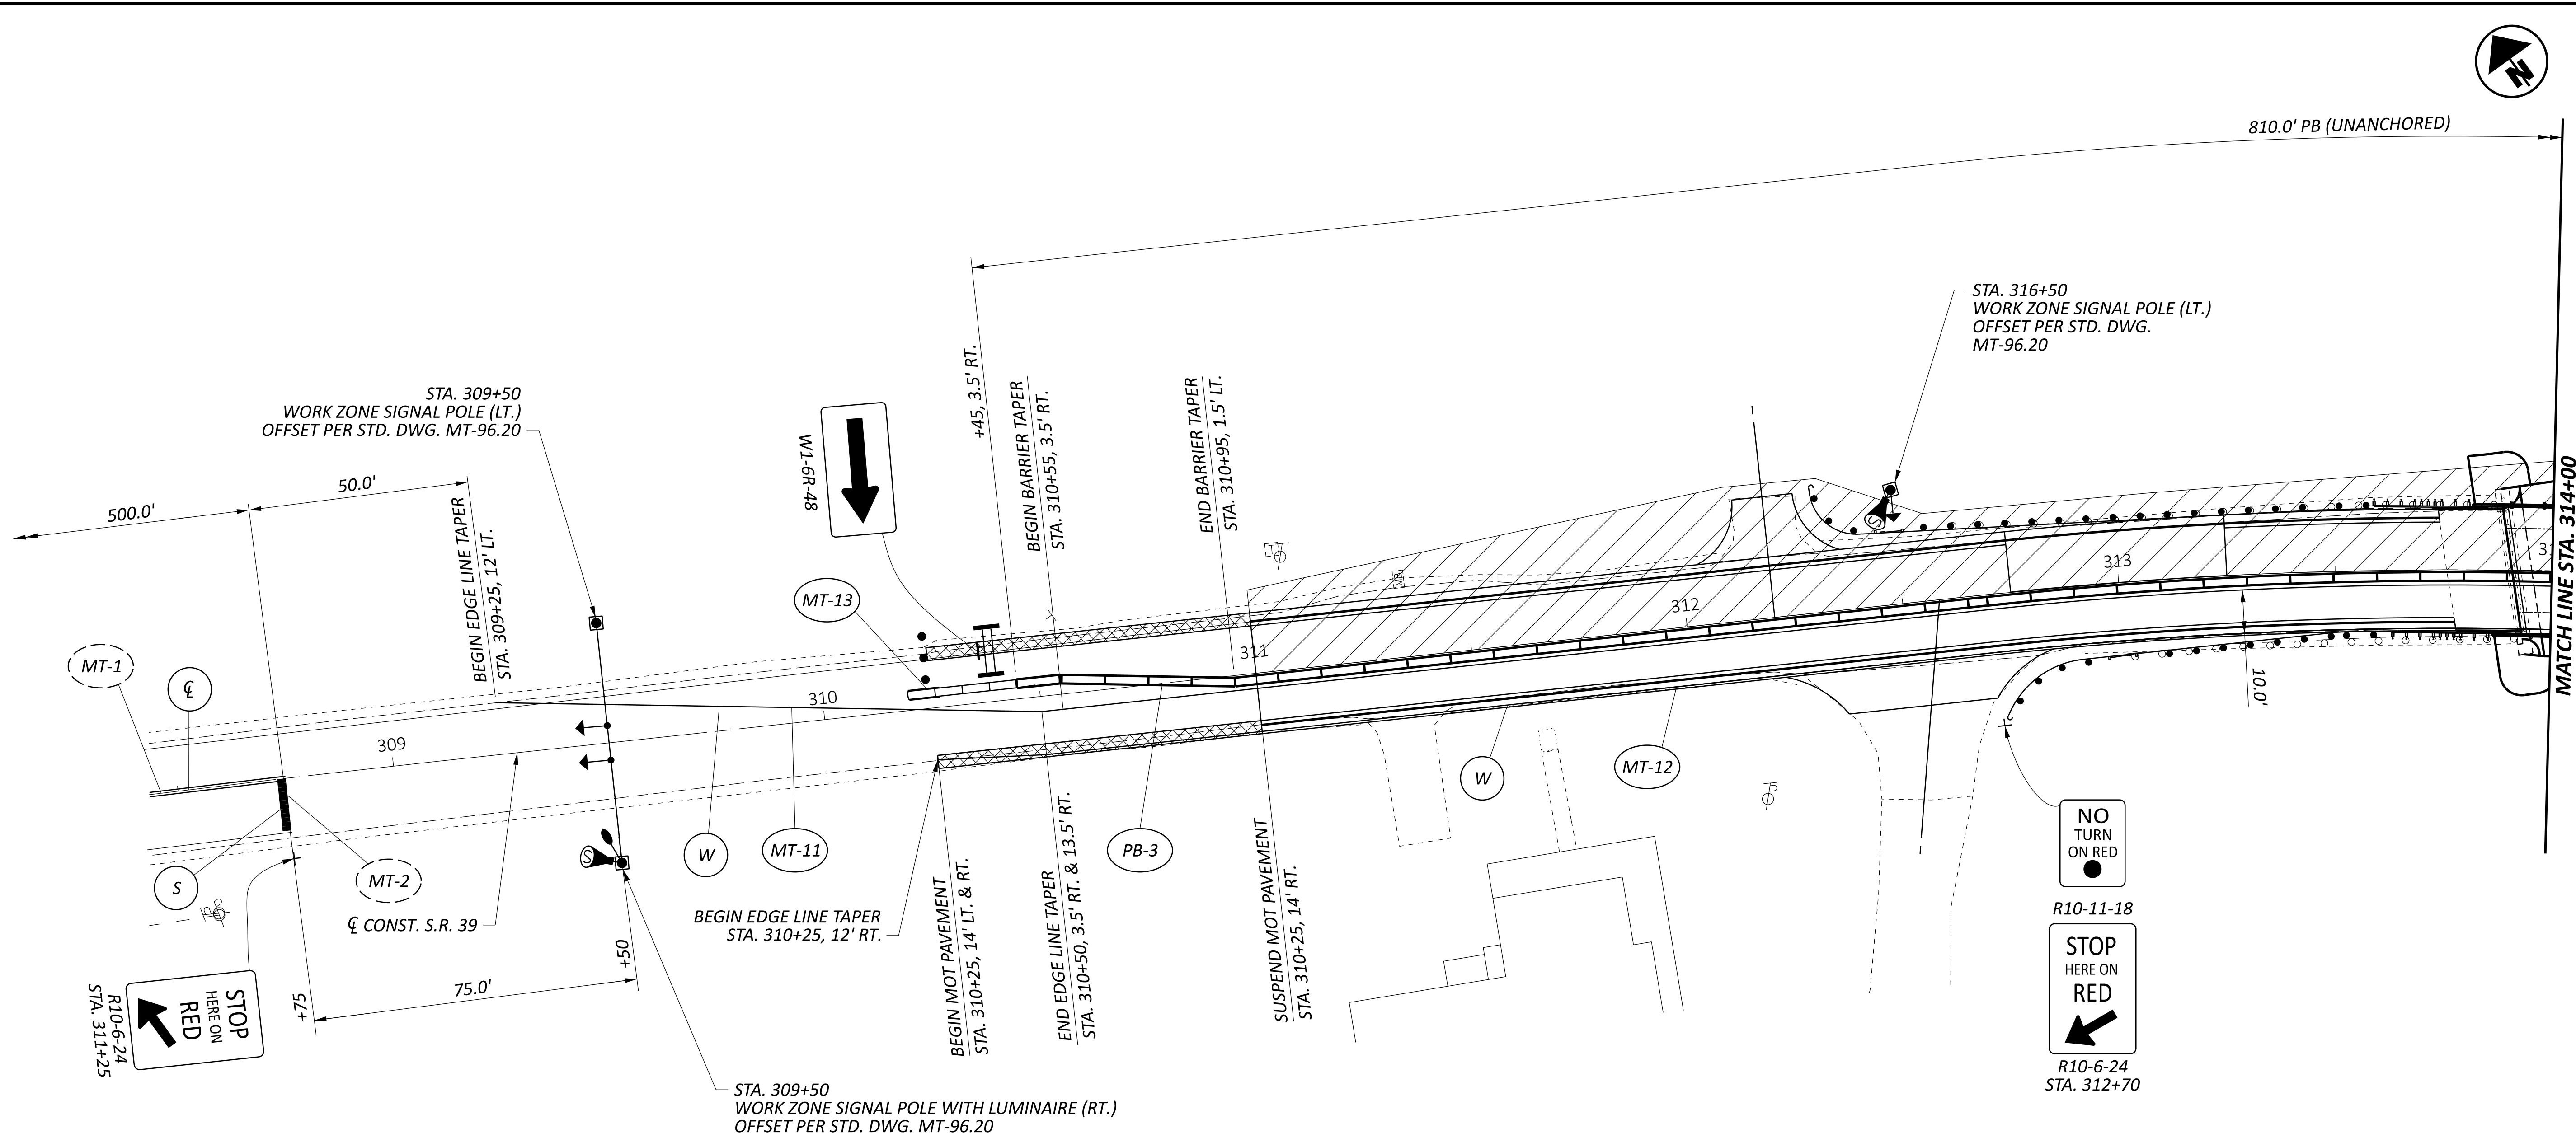 N
810.0' PB (UNANCHORED)
STA. 316+50
WORK ZONE SIGNAL POLE (LT.)
OFFSET PER STD. DWG.
MT-96.20
STA. 309+50
WORK ZONE SIGNAL POLE (LT.)
OFFSET PER STD. DWG. MT-96.20
500.0'
50.0'
BEGIN EDGE LINE TAPER
STA. 309+25, 12' LT.
W1-6R-48
+45, 3.5' RT.
BEGIN BARRIER TAPER
STA. 310+55, 3.5' RT.
END BARRIER TAPER
STA. 310+95, 1.5' LT.
MT-13
MT-1
℄
309
310
311
312
313
31
S
MATCH LINE STA. 314+00
10.0'
S
MT-2
℄ CONST. S.R. 39
S
W
MT-11
PB-3
W
MT-12
BEGIN EDGE LINE TAPER
STA. 310+25, 12' RT.
BEGIN MOT PAVEMENT
STA. 310+25, 14' LT. & RT.
END EDGE LINE TAPER
STA. 310+50, 3.5' RT. & 13.5' RT.
SUSPEND MOT PAVEMENT
STA. 310+25, 14' RT.
+50
+75
75.0'
STOP
HERE ON
RED
R10-6-24
STA. 311+25
STA. 309+50
WORK ZONE SIGNAL POLE WITH LUMINAIRE (RT.)
OFFSET PER STD. DWG. MT-96.20
NO
TURN
ON RED
R10-11-18
STOP
HERE ON
RED
R10-6-24
STA. 312+70